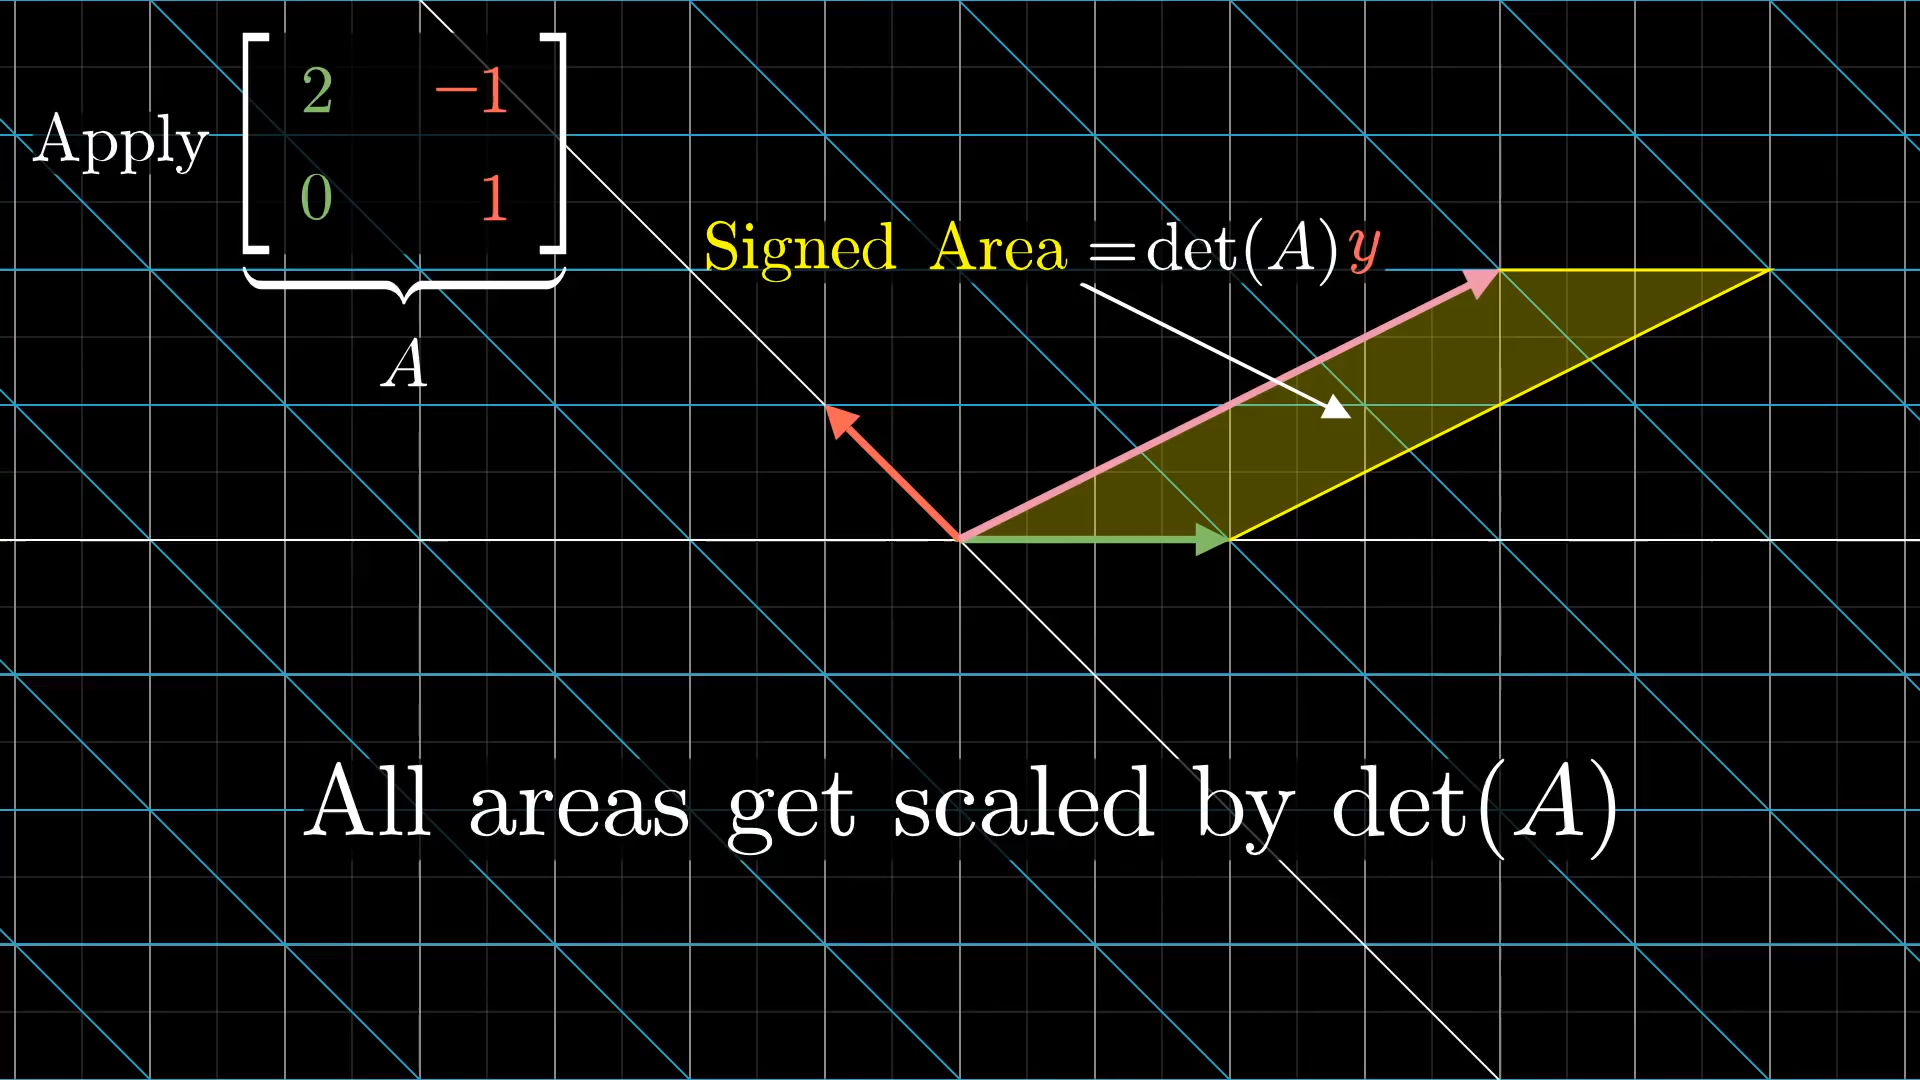 Apply [ 2 −1
0 1 ]
A
Signed Area = det(A)y
All areas get scaled by det(A)